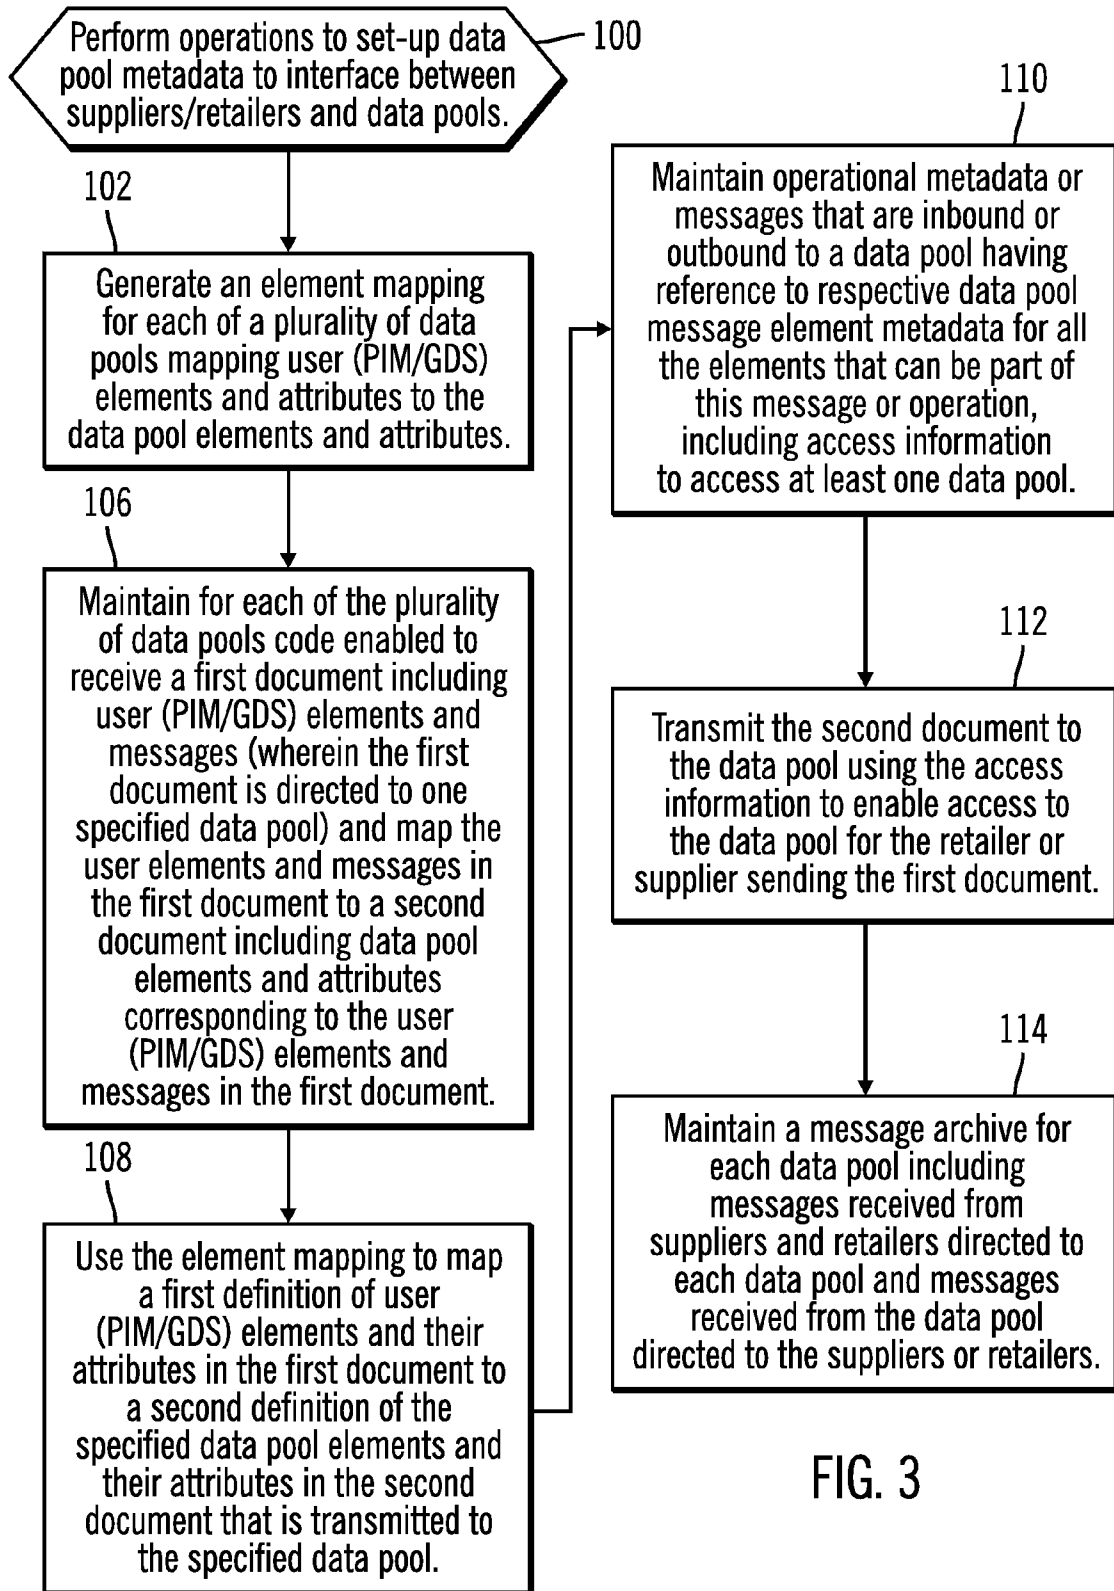 100
Perform operations to set-up data
pool metadata to interface between
suppliers/retailers and data pools.
102
Generate an element mapping
for each of a plurality of data
pools mapping user (PIM/GDS)
elements and attributes to the
data pool elements and attributes.
106
Maintain for each of the plurality
of data pools code enabled to
receive a first document including
user (PIM/GDS) elements and
messages (wherein the first
document is directed to one
specified data pool) and map the
user elements and messages in
the first document to a second
document including data pool
elements and attributes
corresponding to the user
(PIM/GDS) elements and
messages in the first document.
108
Use the element mapping to map
a first definition of user
(PIM/GDS) elements and their
attributes in the first document to
a second definition of the
specified data pool elements and
their attributes in the second
document that is transmitted to
the specified data pool.
110
Maintain operational metadata or
messages that are inbound or
outbound to a data pool having
reference to respective data pool
message element metadata for all
the elements that can be part of
this message or operation,
including access information
to access at least one data pool.
112
Transmit the second document to
the data pool using the access
information to enable access to
the data pool for the retailer or
supplier sending the first document.
114
Maintain a message archive for
each data pool including
messages received from
suppliers and retailers directed to
each data pool and messages
received from the data pool
directed to the suppliers or retailers.
FIG. 3